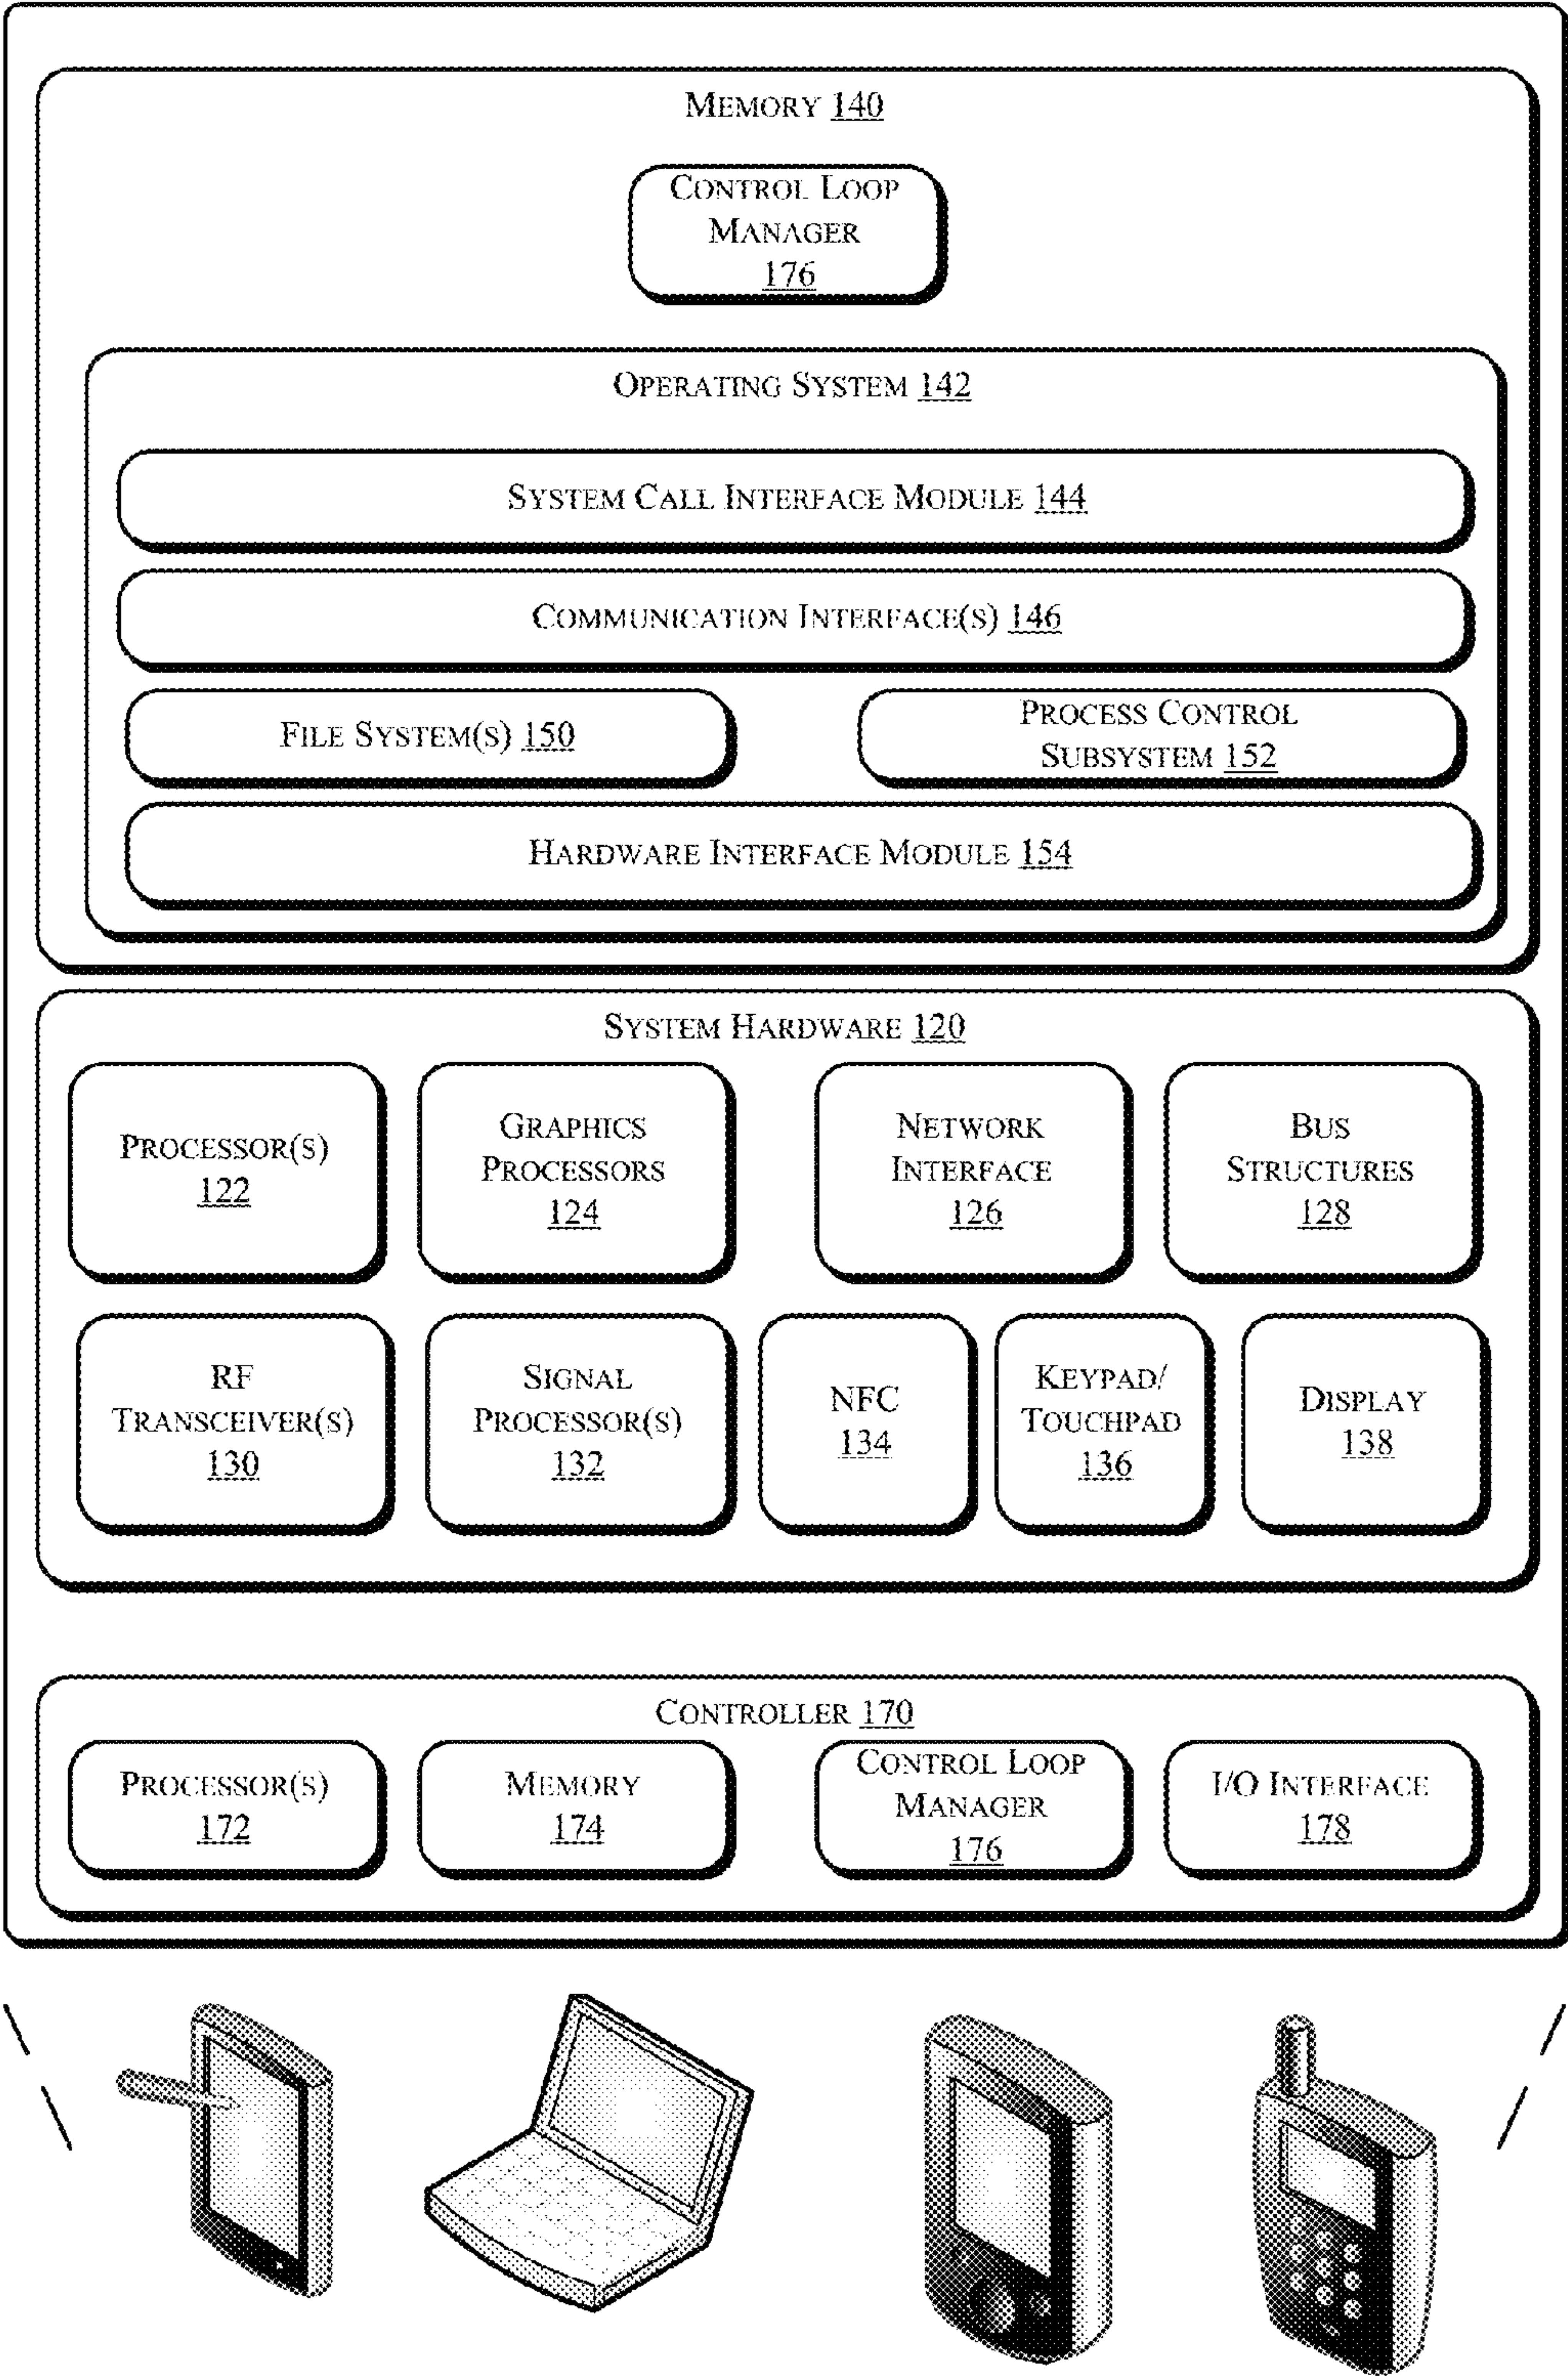 MEMORY 140
CONTROL LOOP
MANAGER
176
OPERATING SYSTEM 142
SYSTEM CALL INTERFACE MODULE 144
COMMUNICATION INTERFACE(S) 146
FILE SYSTEM(S) 150
PROCESS CONTROL
SUBSYSTEM 152
HARDWARE INTERFACE MODULE 154
SYSTEM HARDWARE 120
PROCESSOR(S)
122
GRAPHICS
PROCESSORS
124
NETWORK
INTERFACE
126
BUS
STRUCTURES
128
RF
TRANSCEIVER(S)
130
SIGNAL
PROCESSOR(S)
132
NFC
134
KEYPAD/
TOUCHPAD
136
DISPLAY
138
CONTROLLER 170
PROCESSOR(S)
172
MEMORY
174
CONTROL LOOP
MANAGER
176
I/O INTERFACE
178